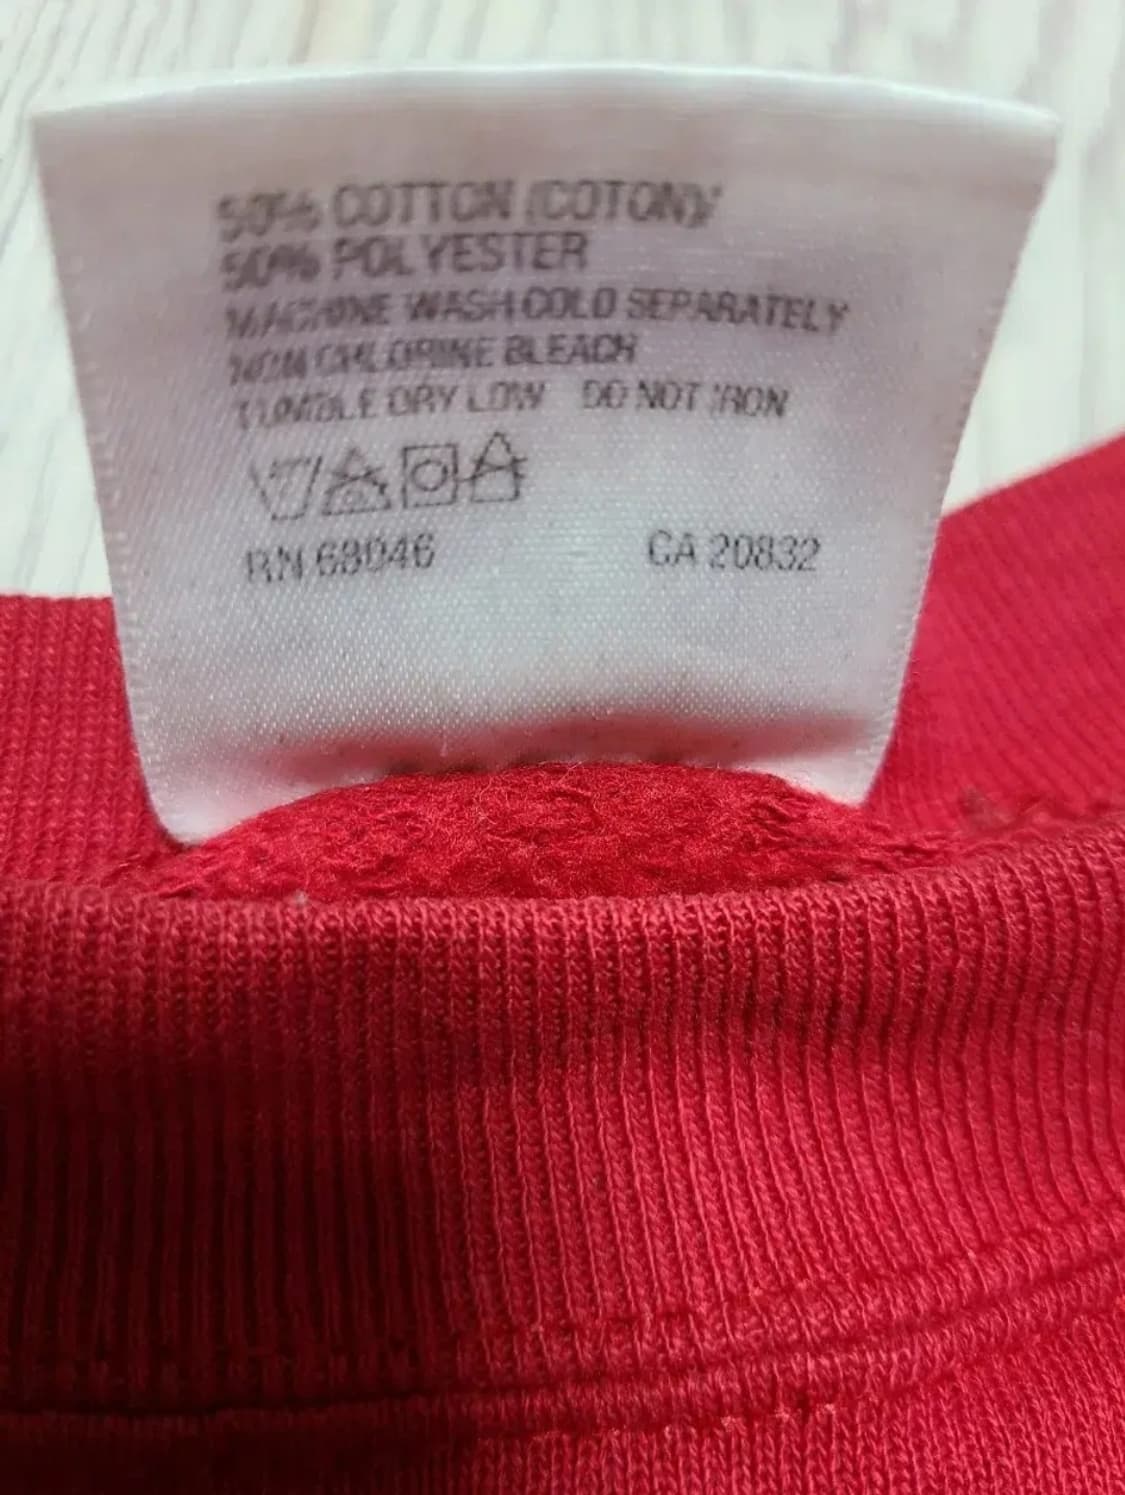 50% COTTON (COTON)/
50% POLYESTER
MACHINE WASH COLD SEPARATELY
NON CHLORINE BLEACH
TUMBLE DRY LOW DO NOT IRON
RN 68046 CA 20832